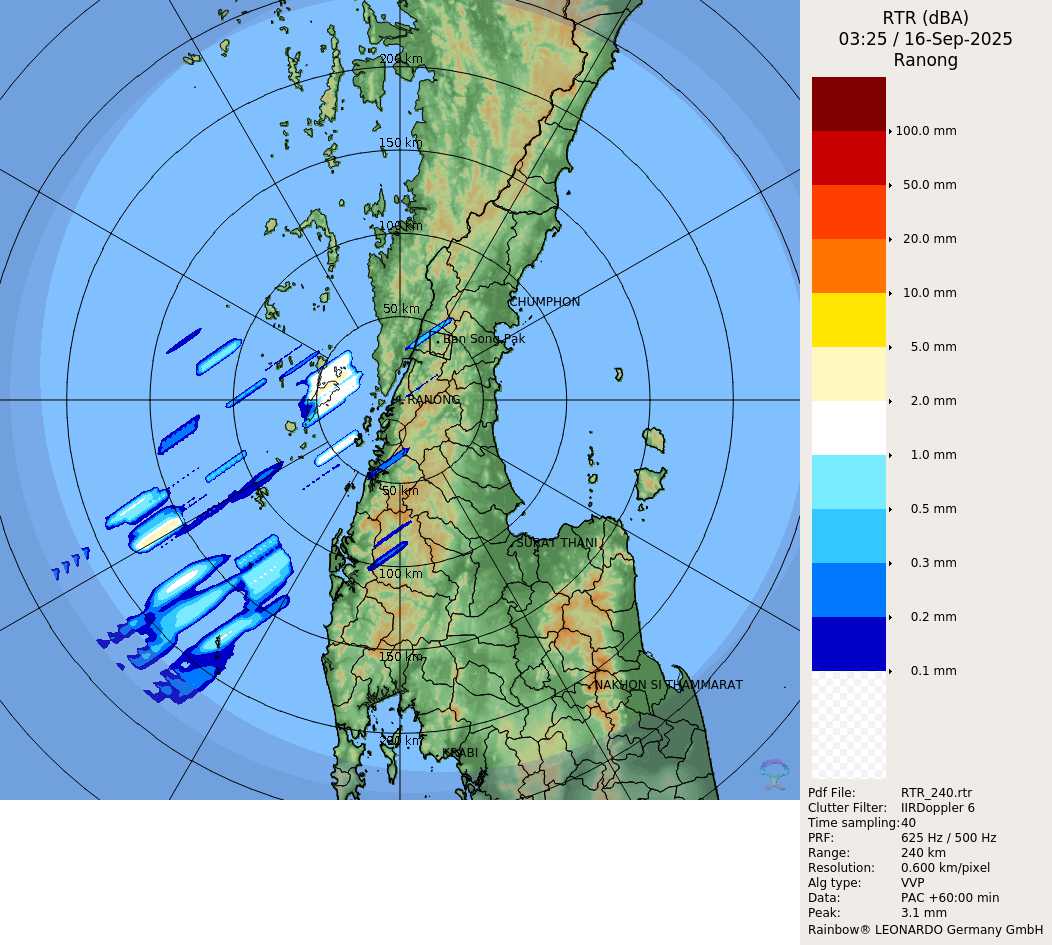 RTR (dBA)
03:25 / 16-Sep-2025
Ranong
200 km
150 km
100 km
50 km
CHUMPHON
Ban Song Pak
RANONG
50 km
SURAT THANI
100 km
150 km
NAKHON SI THAMMARAT
200 km
KRABI
100.0 mm
50.0 mm
20.0 mm
10.0 mm
5.0 mm
2.0 mm
1.0 mm
0.5 mm
0.3 mm
0.2 mm
0.1 mm
Pdf File: RTR_240.rtr
Clutter Filter: IIRDoppler 6
Time sampling: 40
PRF: 625 Hz / 500 Hz
Range: 240 km
Resolution: 0.600 km/pixel
Alg type: VVP
Data: PAC +60:00 min
Peak: 3.1 mm
Rainbow® LEONARDO Germany GmbH